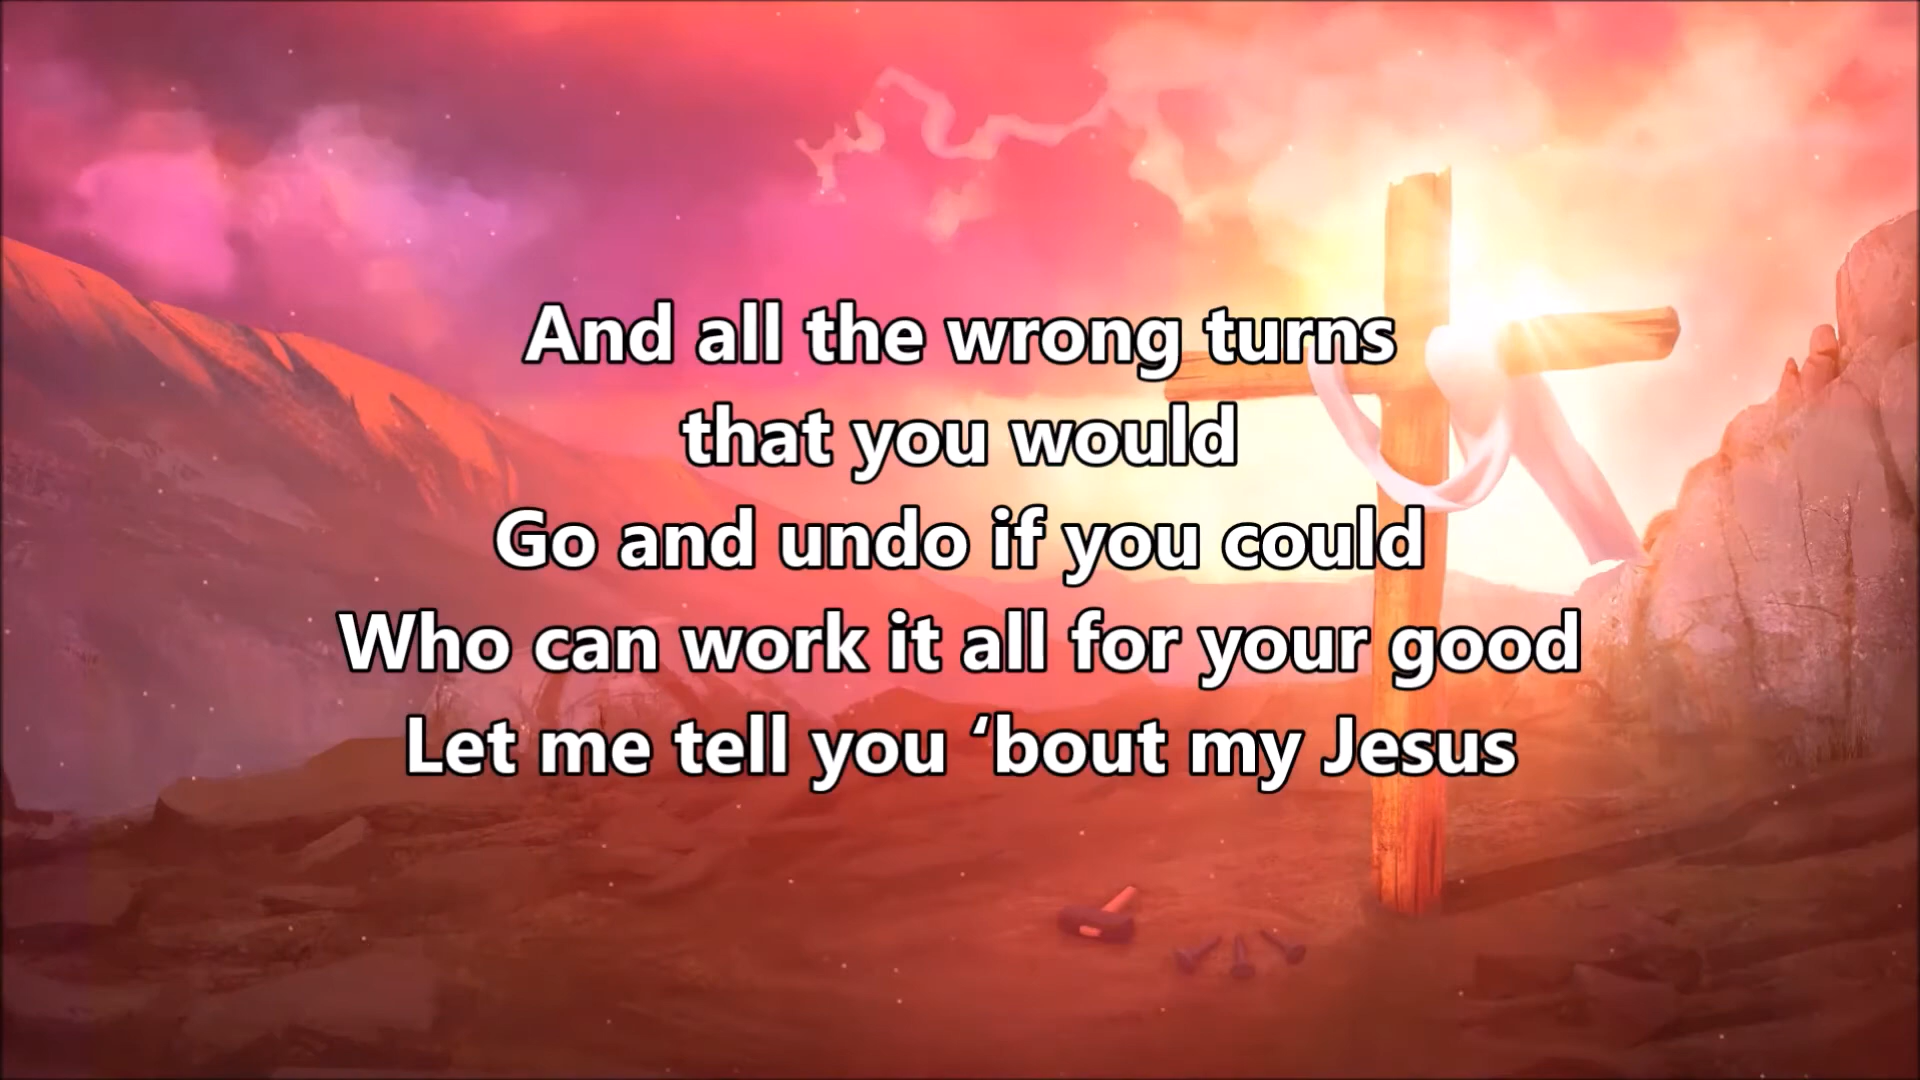 And all the wrong turns
that you would
Go and undo if you could
Who can work it all for your good
Let me tell you ‘bout my Jesus